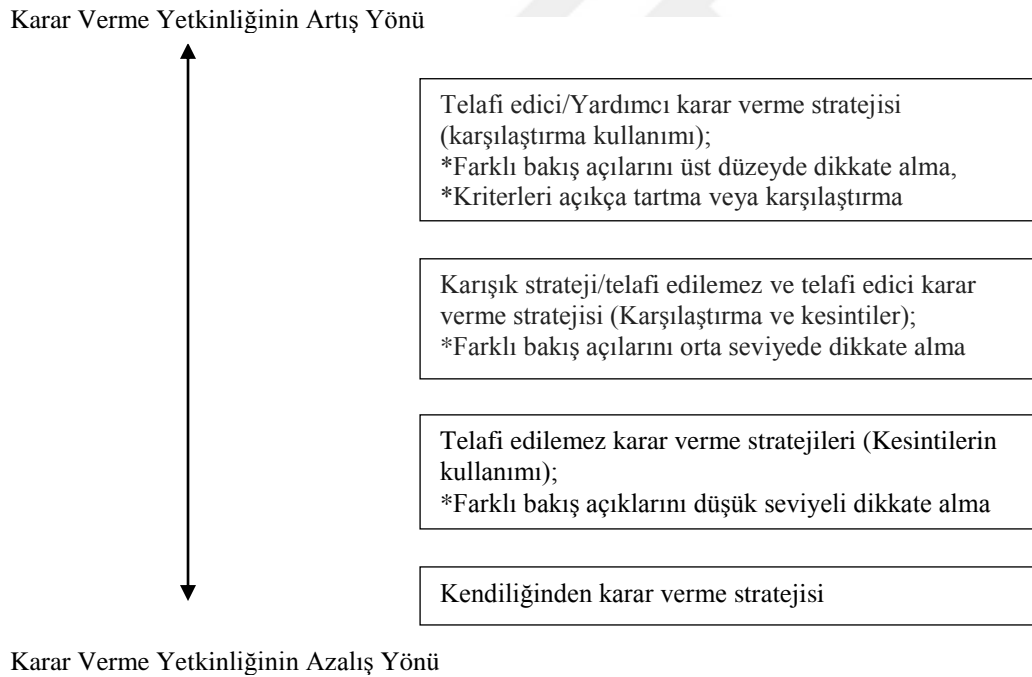 Karar Verme Yetkinliğinin Artış Yönü
Telafi edici/Yardımcı karar verme stratejisi
(karşılaştırma kullanımı);
*Farklı bakış açılarını üst düzeyde dikkate alma,
*Kriterleri açıkça tartma veya karşılaştırma
Karışık strateji/telafi edilemez ve telafi edici karar
verme stratejisi (Karşılaştırma ve kesintiler);
*Farklı bakış açılarını orta seviyede dikkate alma
Telafi edilemez karar verme stratejileri (Kesintilerin
kullanımı);
*Farklı bakış açıklarını düşük seviyeli dikkate alma
Kendiliğinden karar verme stratejisi
Karar Verme Yetkinliğinin Azalış Yönü